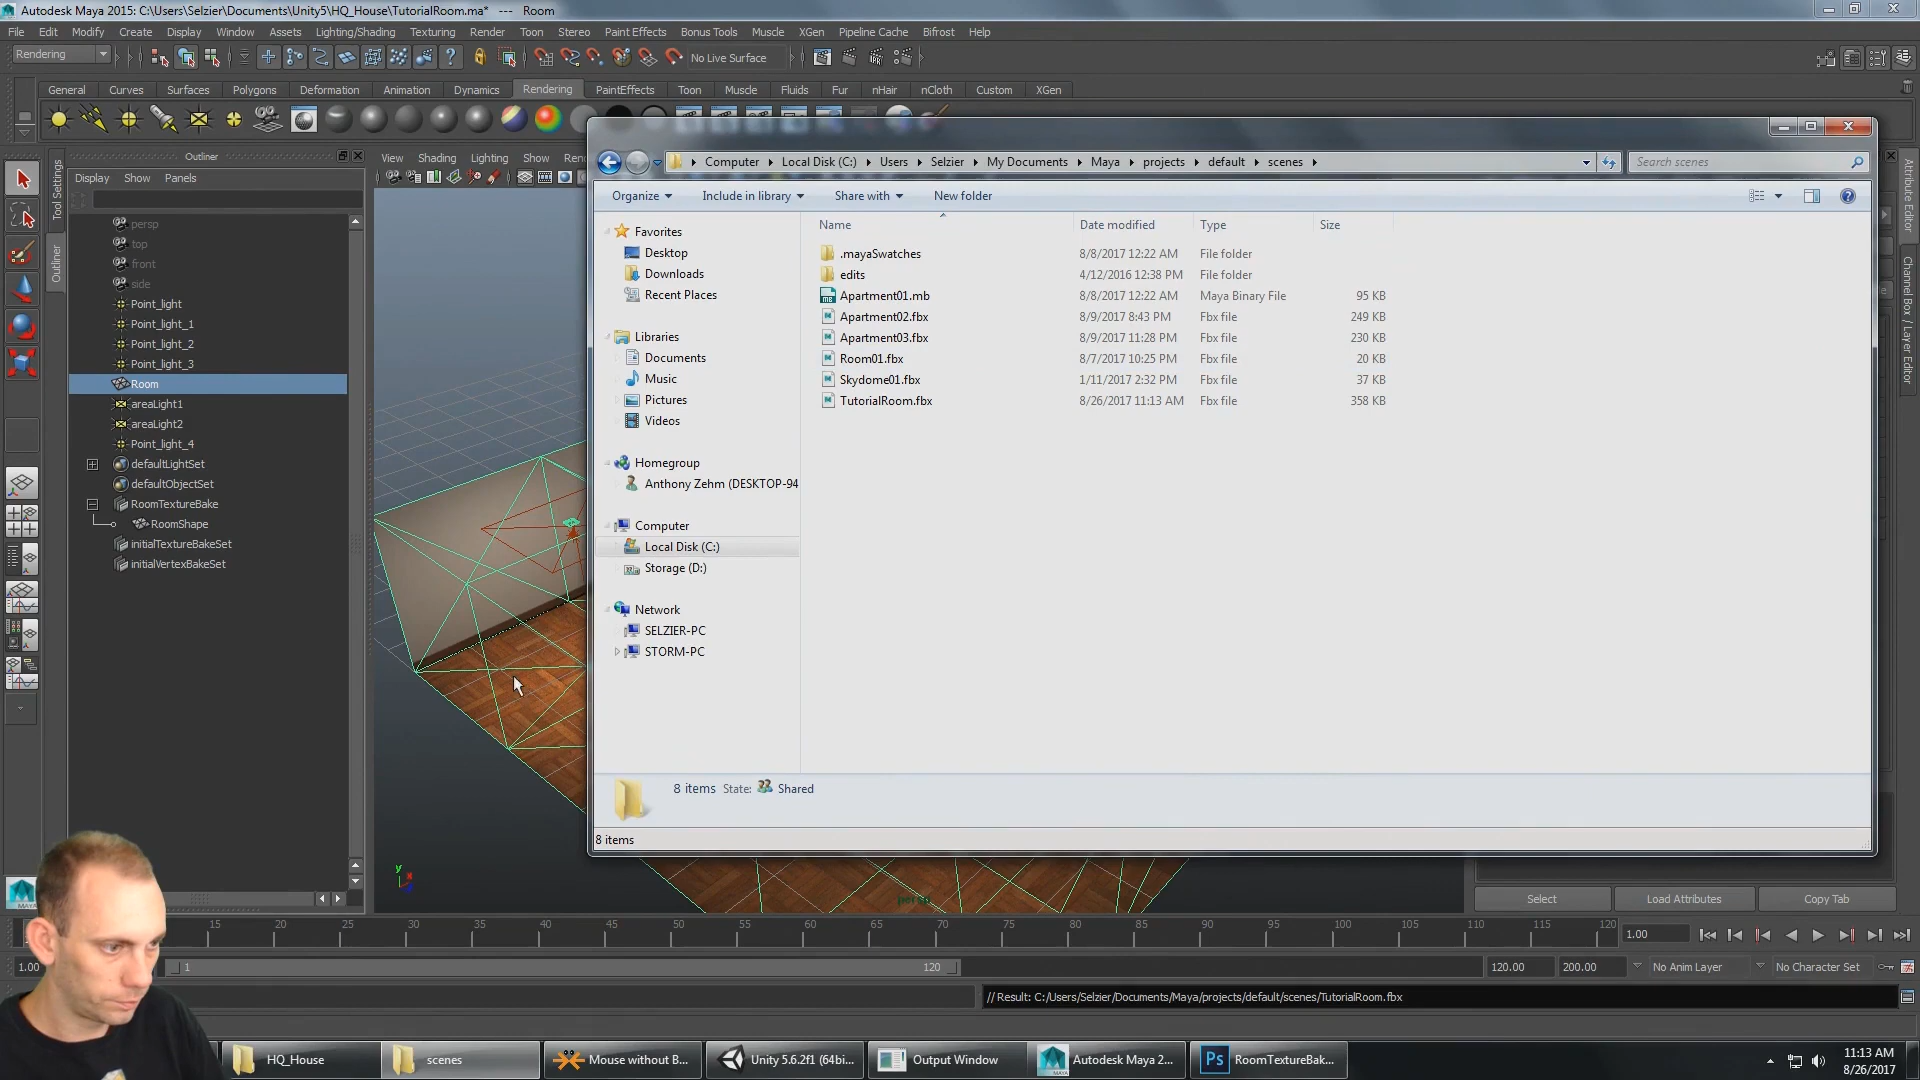 Autodesk Maya 2015: C:\Users\Selzier\Documents\Unity5\HQ_House\TutorialRoom.ma* --- Room
File Edit Modify Create Display Window Assets Lighting/Shading Texturing Render Toon Stereo Paint Effects Bonus Tools Muscle XGen Pipeline Cache Bifrost Help
Rendering No Live Surface
General Curves Surfaces Polygons Deformation Animation Dynamics Rendering PaintEffects Toon Muscle Fluids Fur nHair nCloth Custom XGen
Outliner
Display Show Panels
Tool Settings
Outliner
persp
top
front
side
Point_light
Point_light_1
Point_light_2
Point_light_3
Room
areaLight1
areaLight2
Point_light_4
defaultLightSet
defaultObjectSet
RoomTextureBake
RoomShape
initialTextureBakeSet
initialVertexBakeSet
View Shading Lighting Show Ren
Computer Local Disk (C:) Users Selzier My Documents Maya projects default scenes
Search scenes
Organize Include in library Share with New folder
Favorites
Desktop
Downloads
Recent Places
Libraries
Documents
Music
Pictures
Videos
Homegroup
Anthony Zehm (DESKTOP-94
Computer
Local Disk (C:)
Storage (D:)
Network
SELZIER-PC
STORM-PC
Name Date modified Type Size
.mayaSwatches 8/8/2017 12:22 AM File folder
edits 4/12/2016 12:38 PM File folder
Apartment01.mb 8/8/2017 12:22 AM Maya Binary File 95 KB
Apartment02.fbx 8/9/2017 8:43 PM Fbx file 249 KB
Apartment03.fbx 8/9/2017 11:28 PM Fbx file 230 KB
Room01.fbx 8/7/2017 10:25 PM Fbx file 20 KB
Skydome01.fbx 1/11/2017 2:32 PM Fbx file 37 KB
TutorialRoom.fbx 8/26/2017 11:13 AM Fbx file 358 KB
8 items State: Shared
8 items
Attribute Editor
Channel Box / Layer Editor
y
persp
Select Load Attributes Copy Tab
15 20 25 30 35 40 45 50 55 60 65 70 75 80 85 90 95 100 105 110 115 120 1.00
1.00 1 120 120.00 200.00 No Anim Layer No Character Set
// Result: C:/Users/Selzier/Documents/Maya/projects/default/scenes/TutorialRoom.fbx
MAYA
HQ_House scenes Mouse without B... Unity 5.6.2f1 (64bi... Output Window Autodesk Maya 2... Ps RoomTextureBak...
11:13 AM
8/26/2017